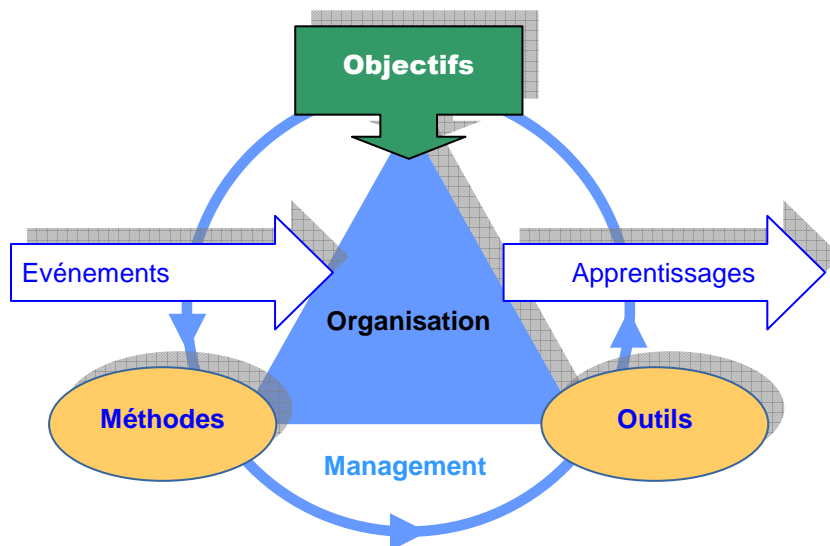 Objectifs
Evénements
Apprentissages
Organisation
Méthodes
Outils
Management